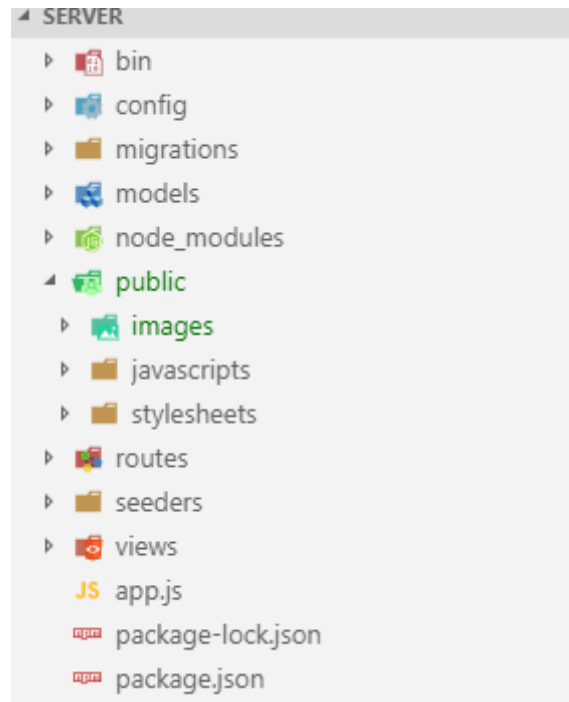 SERVER
bin
config
migrations
models
node_modules
public
images
javascripts
stylesheets
routes
seeders
views
JS app.js
npm package-lock.json
npm package.json